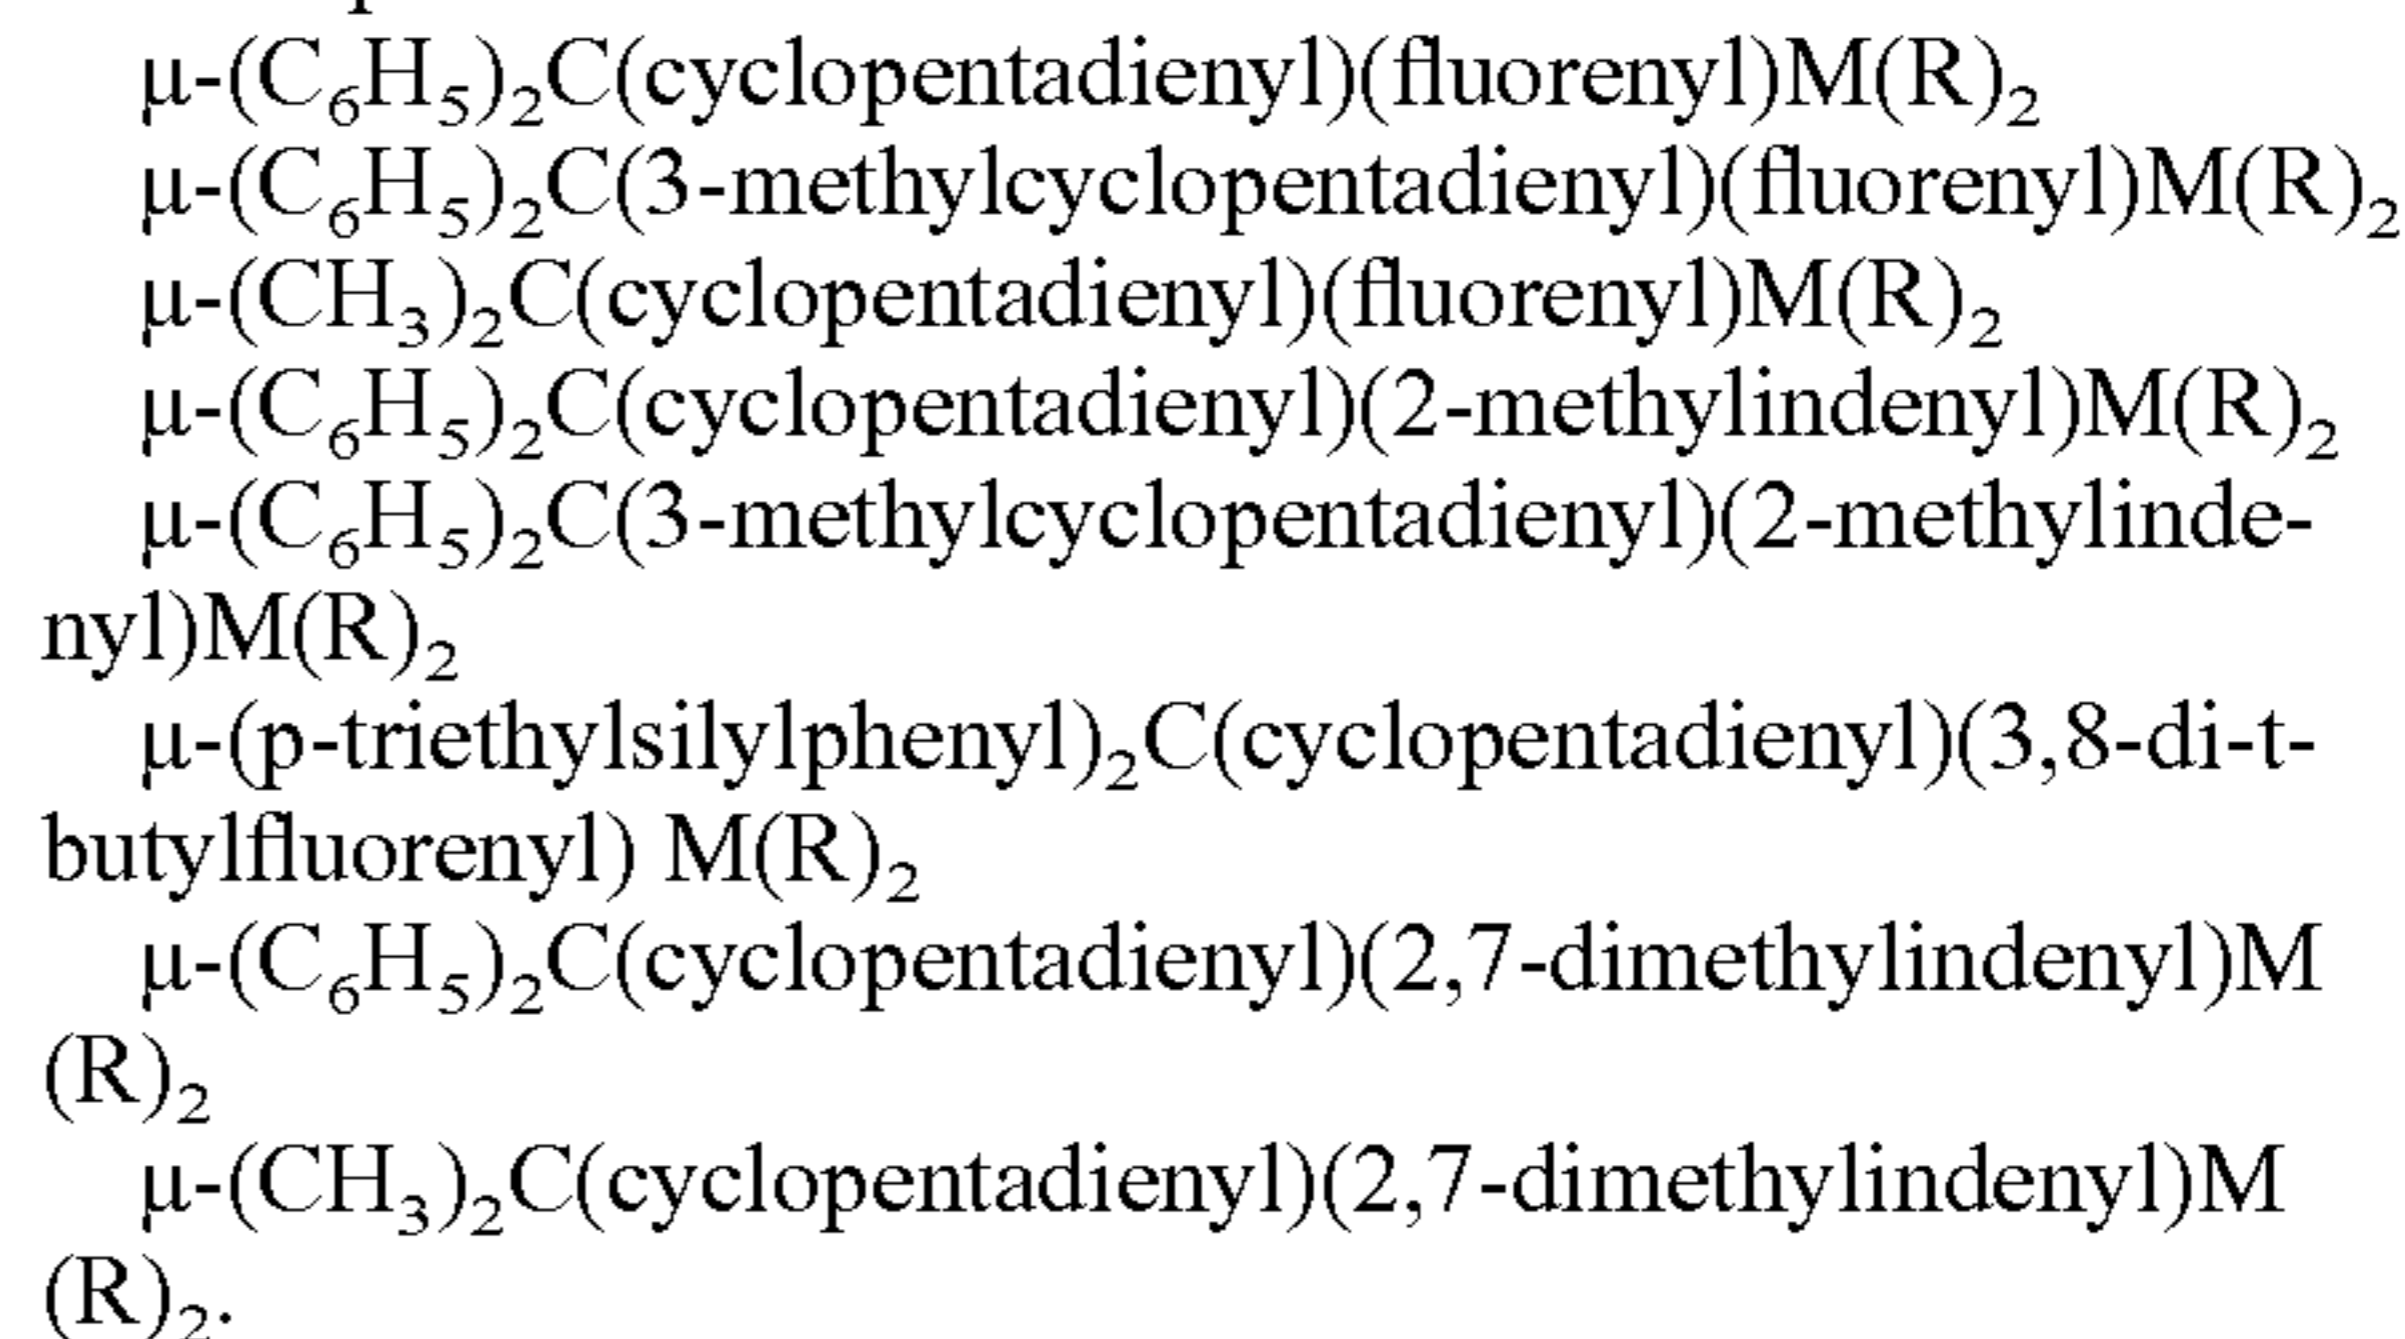 μ-(C₆H₅)₂C(cyclopentadienyl)(fluorenyl)M(R)₂
μ-(C₆H₅)₂C(3-methylcyclopentadienyl)(fluorenyl)M(R)₂
μ-(CH₃)₂C(cyclopentadienyl)(fluorenyl)M(R)₂
μ-(C₆H₅)₂C(cyclopentadienyl)(2-methylindenyl)M(R)₂
μ-(C₆H₅)₂C(3-methylcyclopentadienyl)(2-methylinde-
nyl)M(R)₂
μ-(p-triethylsilylphenyl)₂C(cyclopentadienyl)(3,8-di-t-
butylfluorenyl) M(R)₂
μ-(C₆H₅)₂C(cyclopentadienyl)(2,7-dimethylindenyl)M
(R)₂
μ-(CH₃)₂C(cyclopentadienyl)(2,7-dimethylindenyl)M
(R)₂.